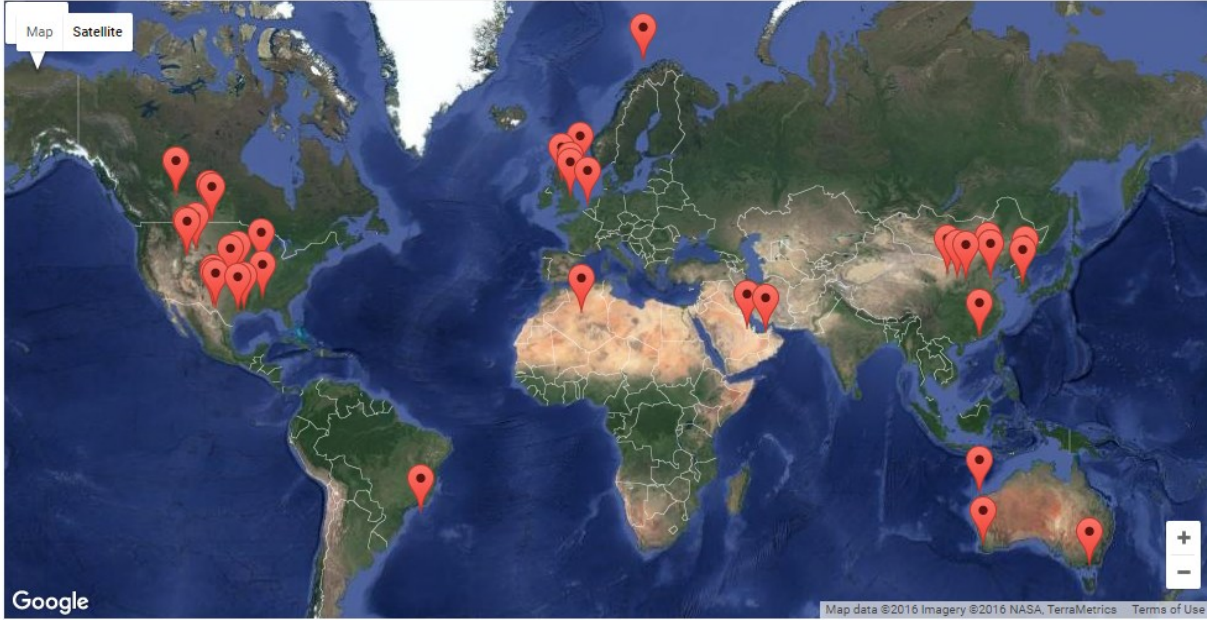 Map Satellite
+
−
Google
Map data ©2016 Imagery ©2016 NASA, TerraMetrics Terms of Use